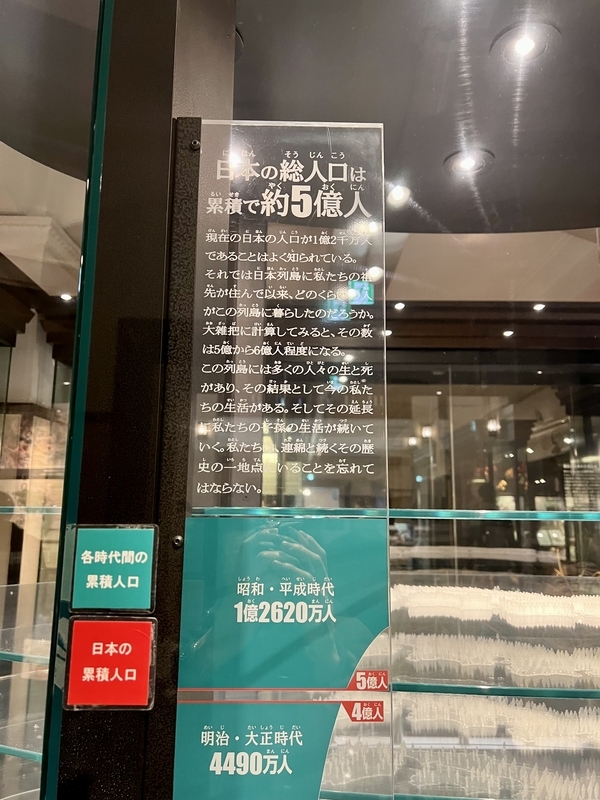 日本の総人口は
累積で約5億人
現在の日本の人口が1億2千万人
であることはよく知られている。
それでは日本列島に私たちの祖
先が住んで以来、どのくらい
がこの列島に暮らしたのだろうか。
大雑把に計算してみると、その数
は5億から6億人程度になる。
この列島には多くの人々の生と死
があり、その結果として今の私た
ちの生活がある。そしてその延長
に私たちの子孫の生活が続いて
いく。私たちは、連綿と続くその歴
史の一地点にいることを忘れて
はならない。
各時代間の
累積人口
日本の
累積人口
昭和・平成時代
1億2620万人
5億人
4億人
明治・大正時代
4490万人